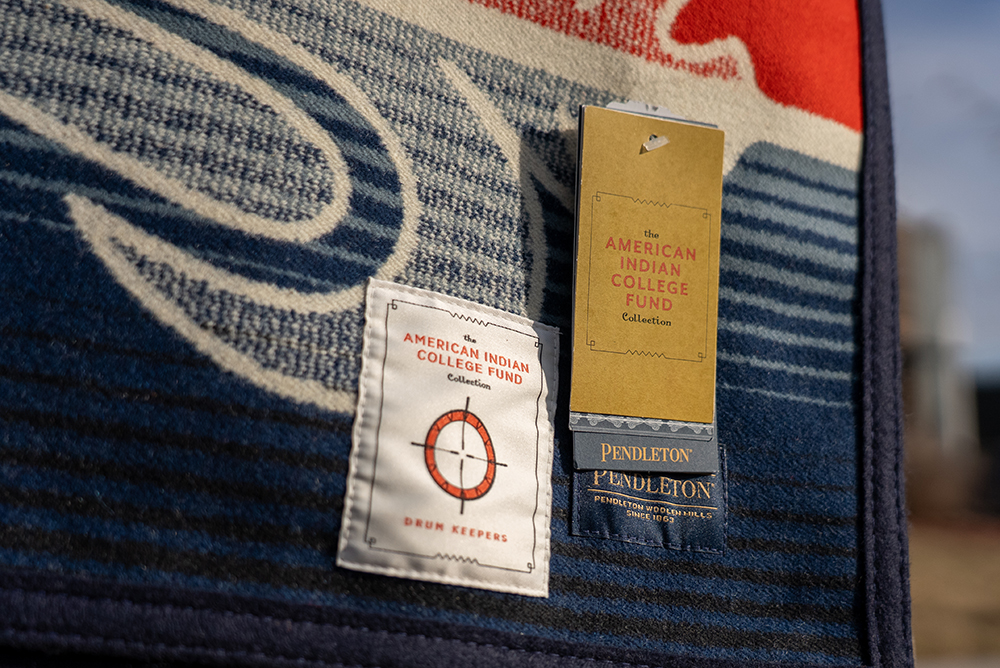 the
AMERICAN INDIAN
COLLEGE FUND
Collection
DRUM KEEPERS
the
AMERICAN
INDIAN
COLLEGE
FUND
Collection
PENDLETON®
PENDLETON®
PENDLETON WOOLEN MILLS
SINCE 1863